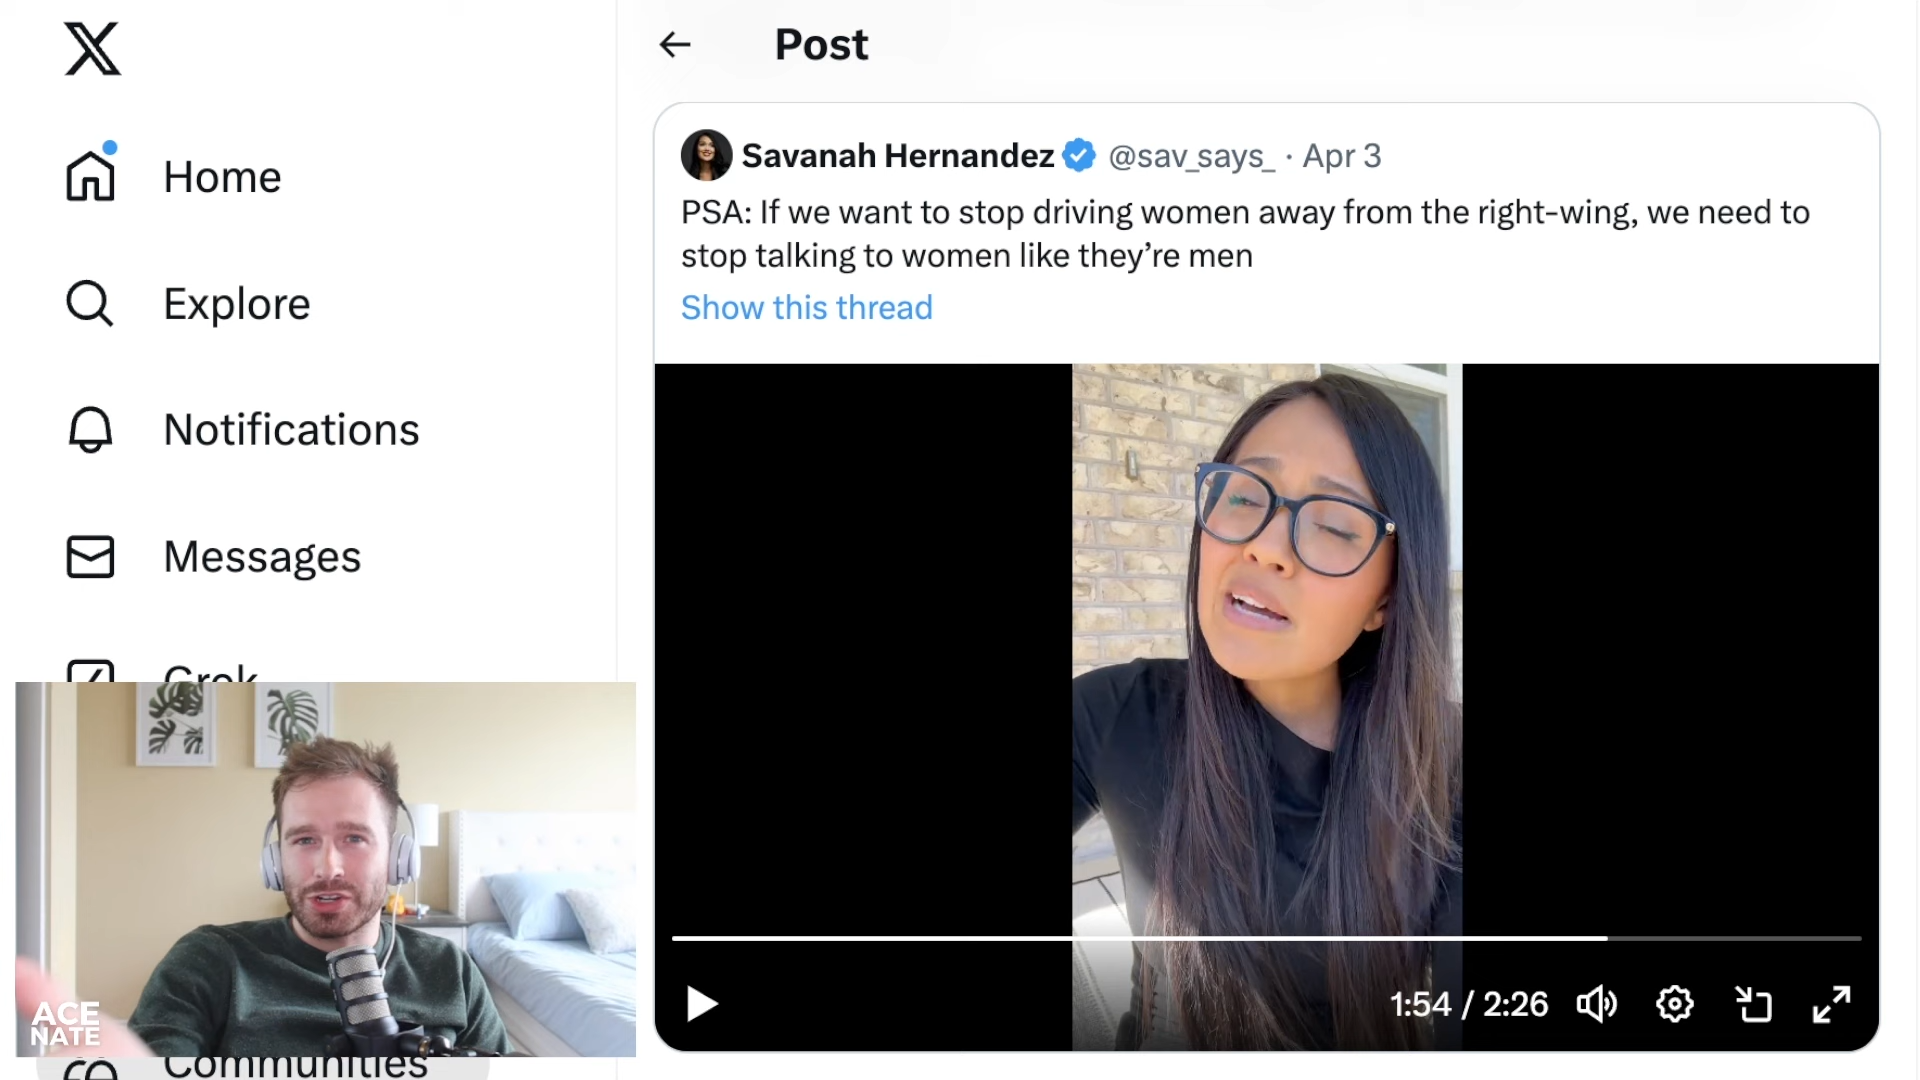 X
Home
Explore
Notifications
Messages
Grok
Communities
ACE
NATE
Post
Savanah Hernandez @sav_says_ · Apr 3
PSA: If we want to stop driving women away from the right-wing, we need to
stop talking to women like they’re men
Show this thread
1:54 / 2:26